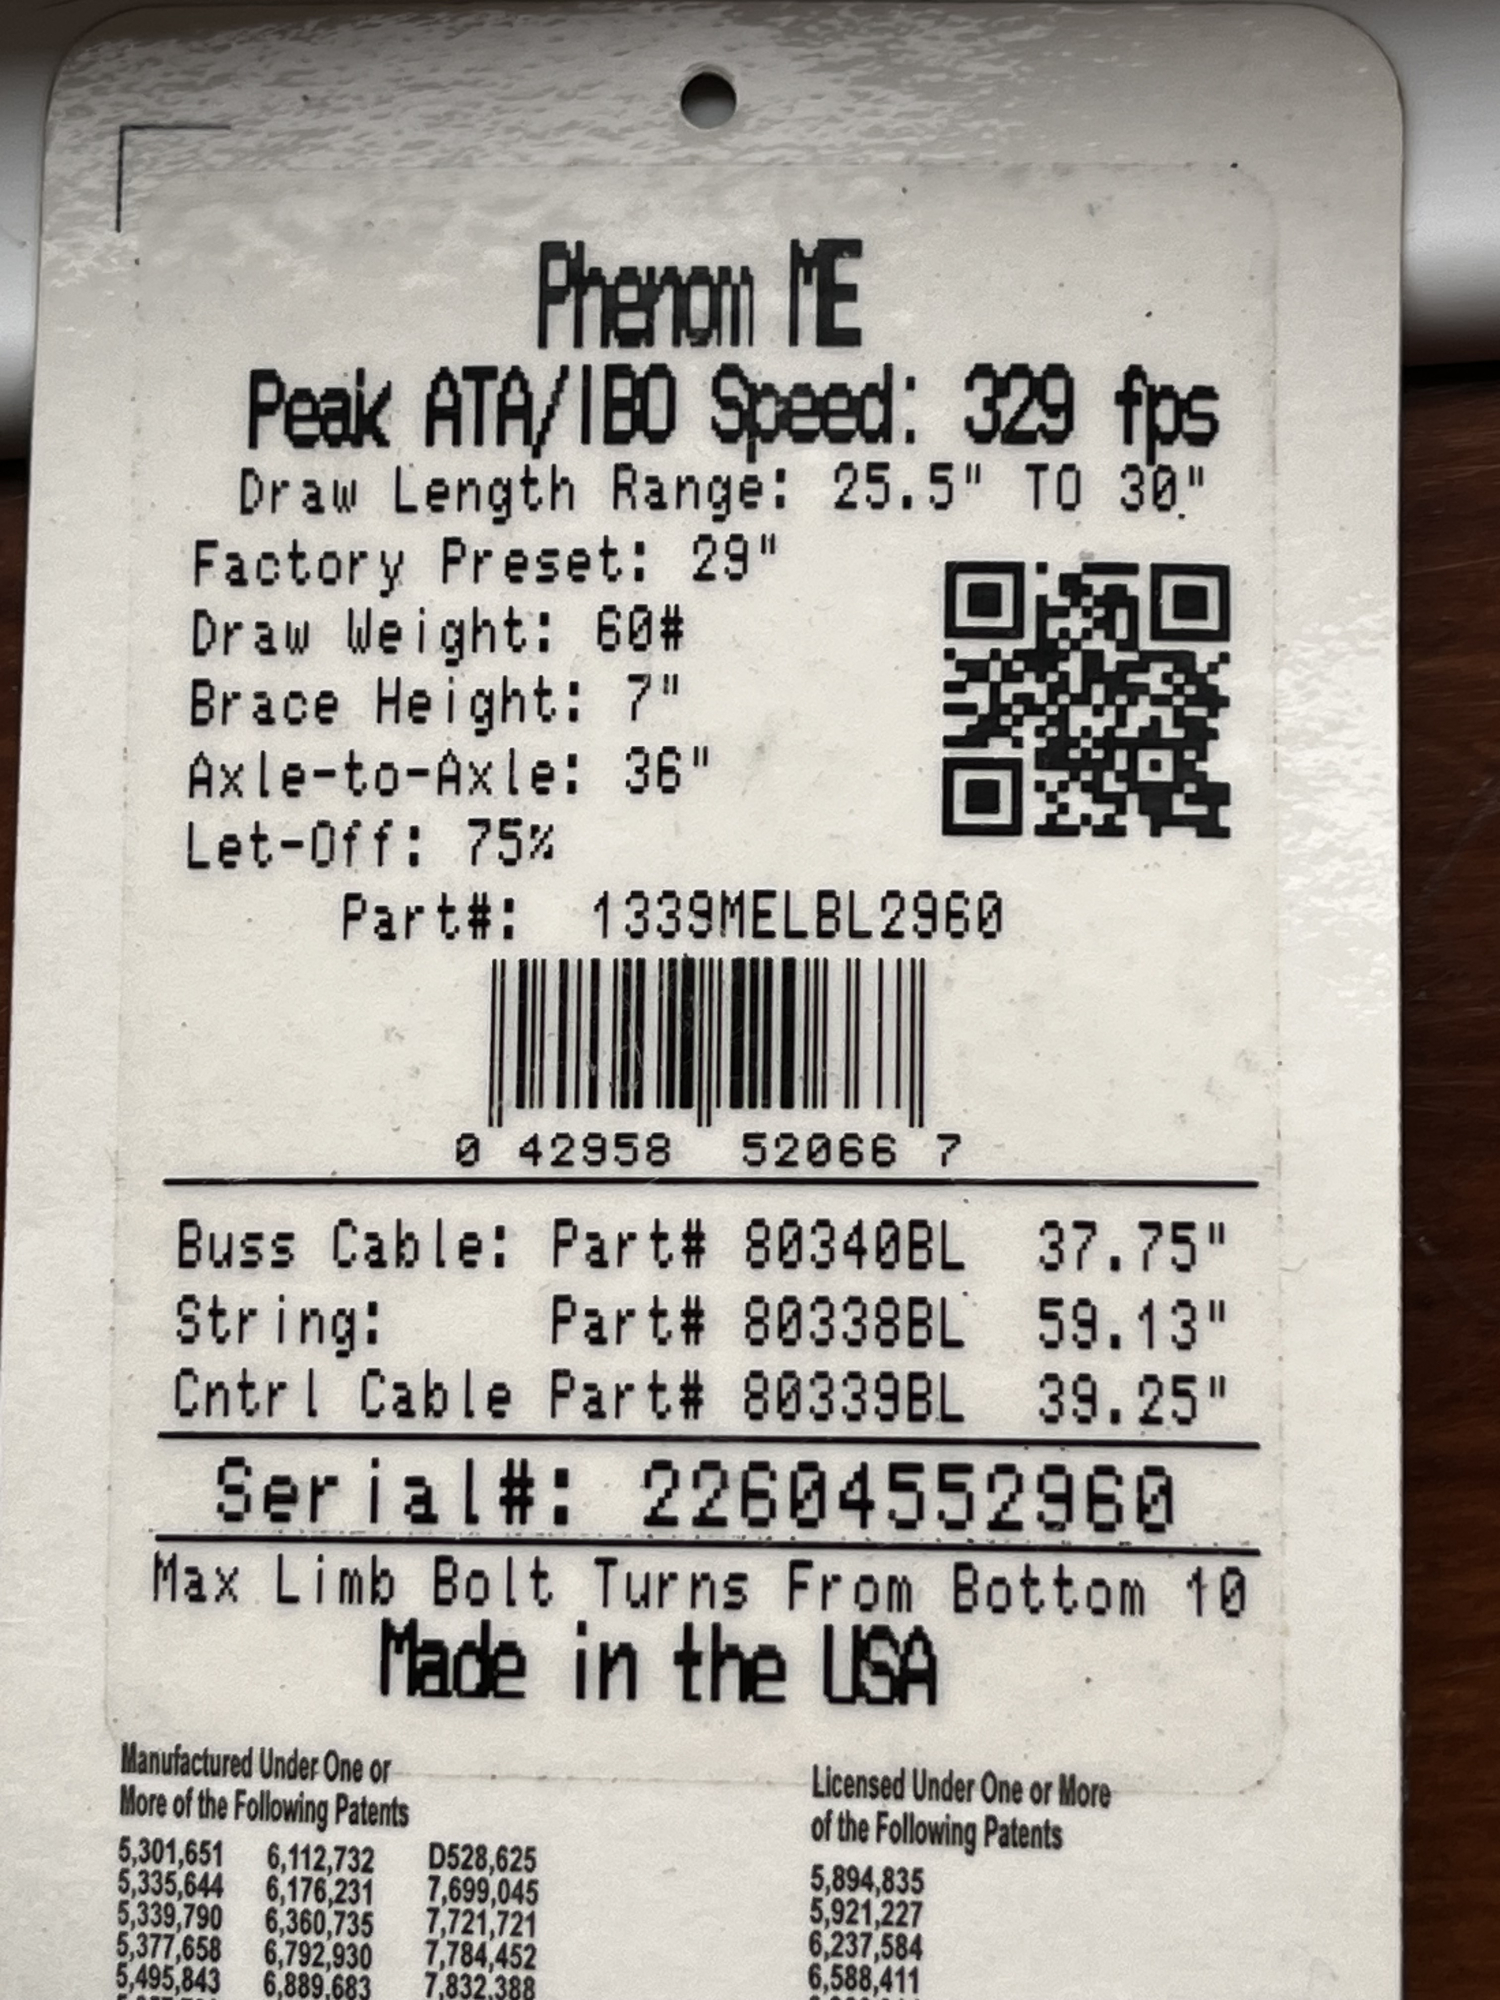 Phenom ME
Peak ATA/IBO Speed: 329 fps
Draw Length Range: 25.5" TO 30"
Factory Preset: 29"
Draw Weight: 60#
Brace Height: 7"
Axle-to-Axle: 36"
Let-Off: 75%
Part#: 1339MELBL2960
0 42958 52066 7
Buss Cable: Part# 80340BL 37.75"
String: Part# 80338BL 59.13"
Cntrl Cable Part# 80339BL 39.25"
Serial#: 22604552960
Max Limb Bolt Turns From Bottom 10
Made in the USA
Manufactured Under One or
More of the Following Patents
5,301,651 6,112,732 D528,625
5,335,644 6,176,231 7,699,045
5,339,790 6,360,735 7,721,721
5,377,658 6,792,930 7,784,452
5,495,843 6,889,683 7,832,388
Licensed Under One or More
of the Following Patents
5,894,835
5,921,227
6,237,584
6,588,411